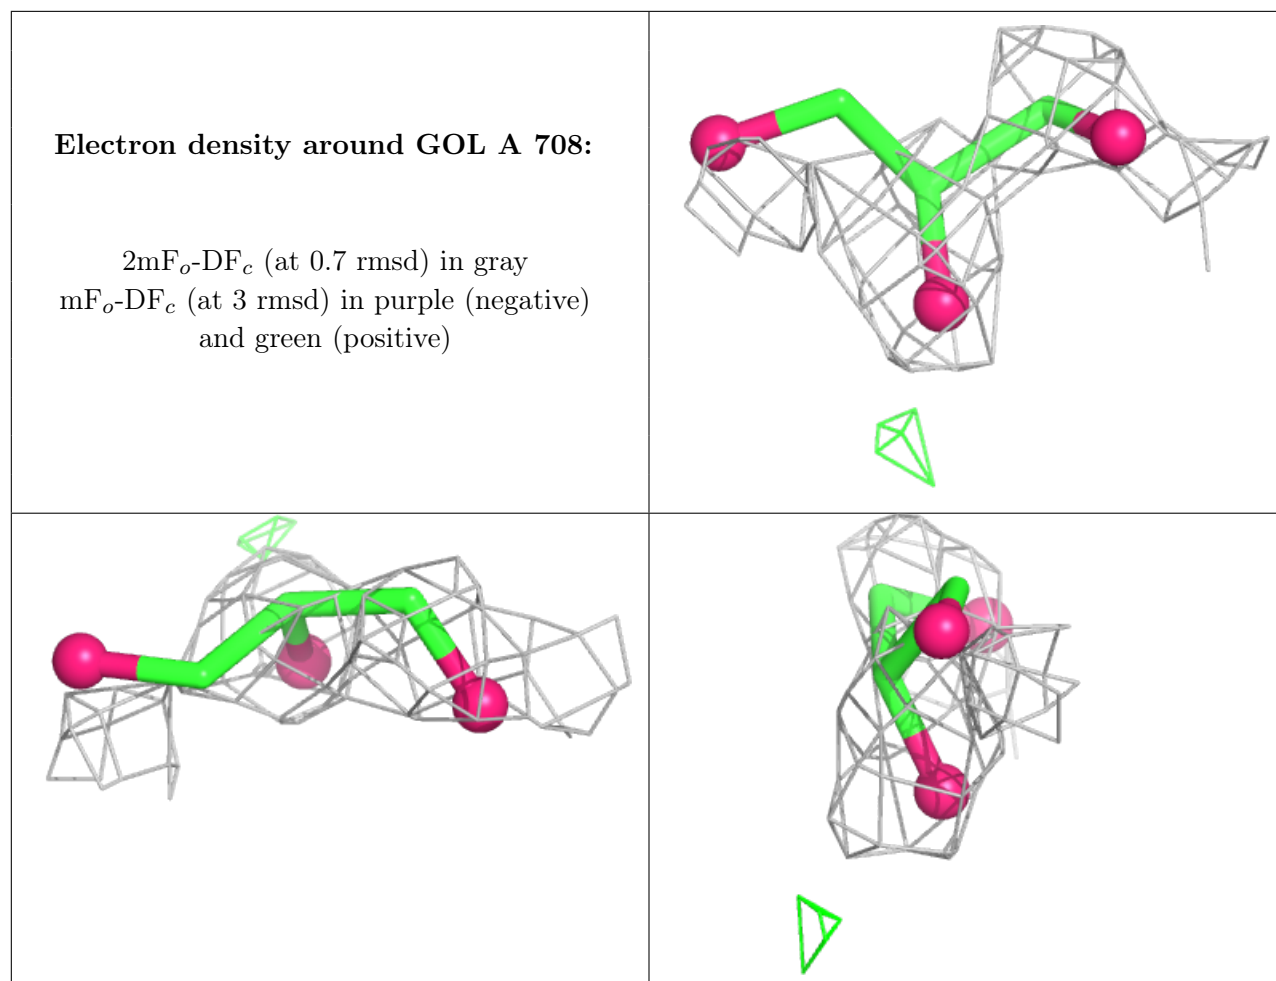 Electron density around GOL A 708:
2mFₒ-DF𝒸 (at 0.7 rmsd) in gray
mFₒ-DF𝒸 (at 3 rmsd) in purple (negative)
and green (positive)